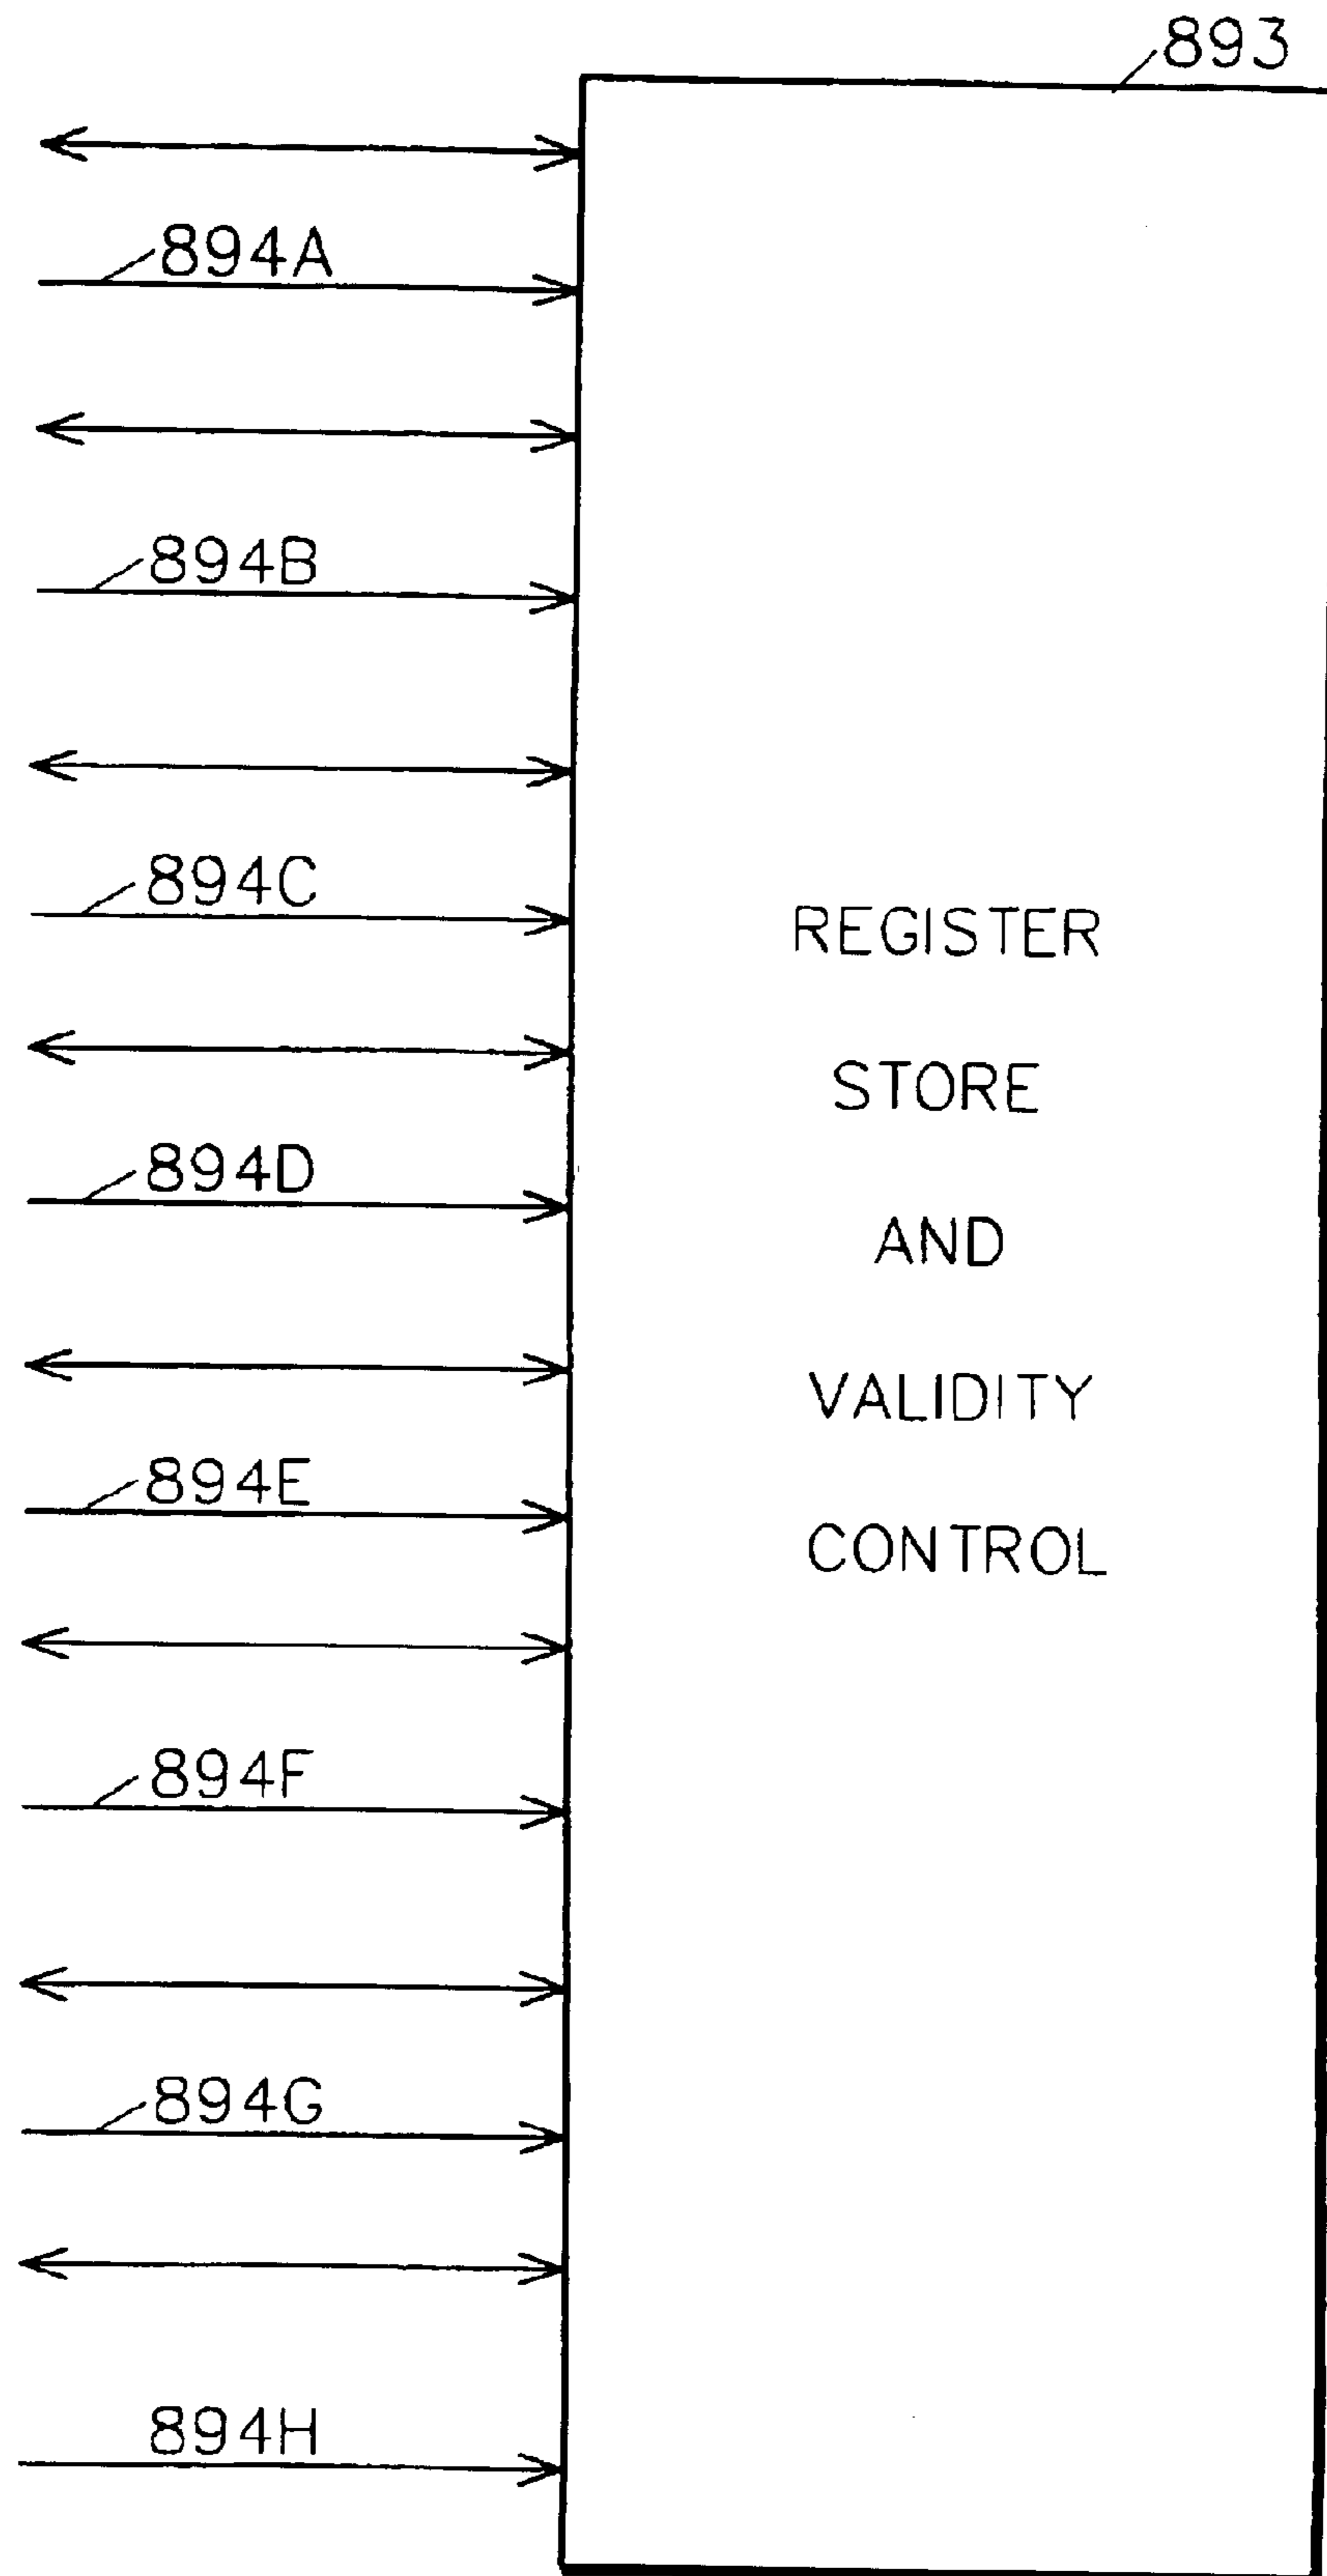 893
894A
894B
894C
REGISTER
STORE
894D
AND
VALIDITY
894E
CONTROL
894F
894G
894H